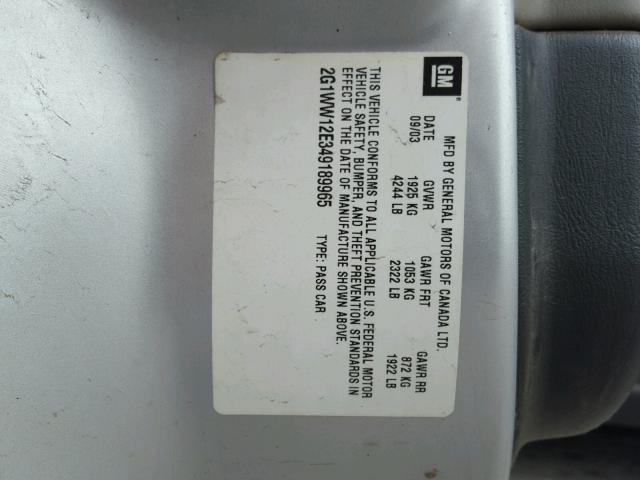 GM®
MFD BY GENERAL MOTORS OF CANADA LTD.
DATE GVWR GAWR FRT GAWR RR
09/03 1925 KG 1053 KG 872 KG
4244 LB 2322 LB 1922 LB
THIS VEHICLE CONFORMS TO ALL APPLICABLE U.S. FEDERAL MOTOR
VEHICLE SAFETY, BUMPER, AND THEFT PREVENTION STANDARDS IN
EFFECT ON THE DATE OF MANUFACTURE SHOWN ABOVE.
2G1WW12E349189965 TYPE: PASS CAR